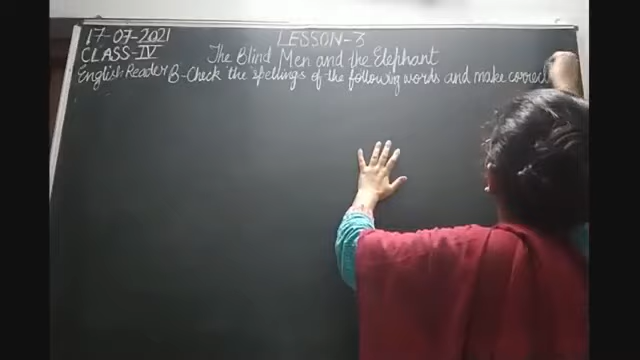 17-07-2021 LESSON-3
CLASS-IV The Blind Men and the Elephant
English Reader B-Check the spellings of the following words and make correct